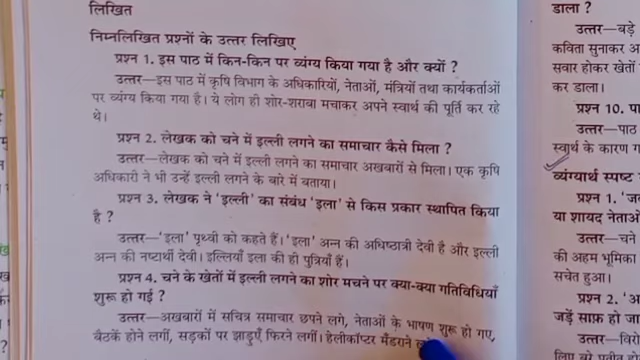 लिखित
निम्नलिखित प्रश्नों के उत्तर लिखिए
प्रश्न 1. इस पाठ में किन-किन पर व्यंग्य किया गया है और क्यों ?
उत्तर—इस पाठ में कृषि विभाग के अधिकारियों, नेताओं, मंत्रियों तथा कार्यकर्ताओं
पर व्यंग्य किया गया है। ये लोग ही शोर-शराबा मचाकर अपने स्वार्थ की पूर्ति कर रहे
थे।
प्रश्न 2. लेखक को चने में इल्ली लगने का समाचार कैसे मिला ?
उत्तर—लेखक को चने में इल्ली लगने का समाचार अखबारों से मिला। एक कृषि
अधिकारी ने भी उन्हें इल्ली लगने के बारे में बताया।
प्रश्न 3. लेखक ने 'इल्ली' का संबंध 'इला' से किस प्रकार स्थापित किया
है ?
उत्तर—'इला' पृथ्वी को कहते हैं। 'इला' अन्न की अधिष्ठात्री देवी है और इल्ली
अन्न की नष्टार्थी देवी। इल्लियाँ इला की ही पुत्रियाँ हैं।
प्रश्न 4. चने के खेतों में इल्ली लगने का शोर मचने पर क्या-क्या गतिविधियाँ
शुरू हो गईं ?
उत्तर—अखबारों में सचित्र समाचार छपने लगे, नेताओं के भाषण शुरू हो गए,
बैठकें होने लगीं, सड़कों पर झाडुएँ फिरने लगीं। हेलीकॉप्टर मँडराने
डाला ?
उत्तर—बड़े
कविता सुनाकर अ
सवार होकर खेतों
कर डाला।
प्रश्न 10. पा
उत्तर—पाठ
स्वार्थ के कारण ग
व्यंग्यार्थ स्पष्ट
प्रश्न 1. 'ज
या शायद नेताओं
उत्तर—चने
की अहम भूमिका
सचेत हुआ।
प्रश्न 2. 'अ
जड़ें साफ़ हो जा
उत्तर—वि